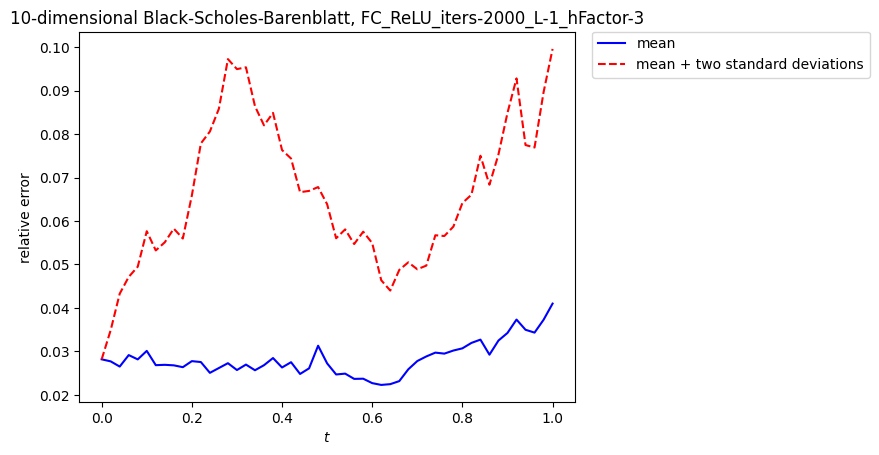 10-dimensional Black-Scholes-Barenblatt, FC_ReLU_iters-2000_L-1_hFactor-3
mean
mean + two standard deviations
relative error
0.10
0.09
0.08
0.07
0.06
0.05
0.04
0.03
0.02
0.0 0.2 0.4 0.6 0.8 1.0
t